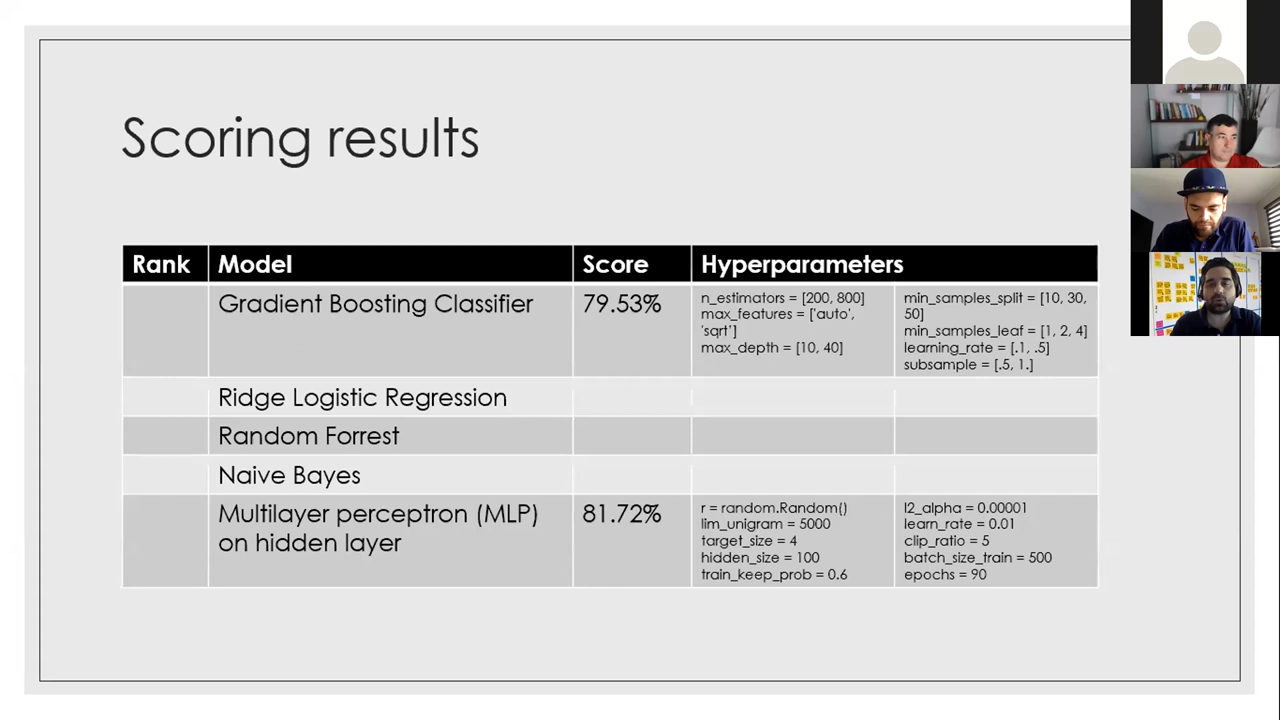 Scoring results
Rank Model Score Hyperparameters
Gradient Boosting Classifier 79.53%
n_estimators = [200, 800]
max_features = ['auto',
'sqrt']
max_depth = [10, 40]
min_samples_split = [10, 30,
50]
min_samples_leaf = [1, 2, 4]
learning_rate = [.1, .5]
subsample = [.5, 1.]
Ridge Logistic Regression
Random Forrest
Naive Bayes
Multilayer perceptron (MLP)
on hidden layer
81.72%
r = random.Random()
lim_unigram = 5000
target_size = 4
hidden_size = 100
train_keep_prob = 0.6
l2_alpha = 0.00001
learn_rate = 0.01
clip_ratio = 5
batch_size_train = 500
epochs = 90